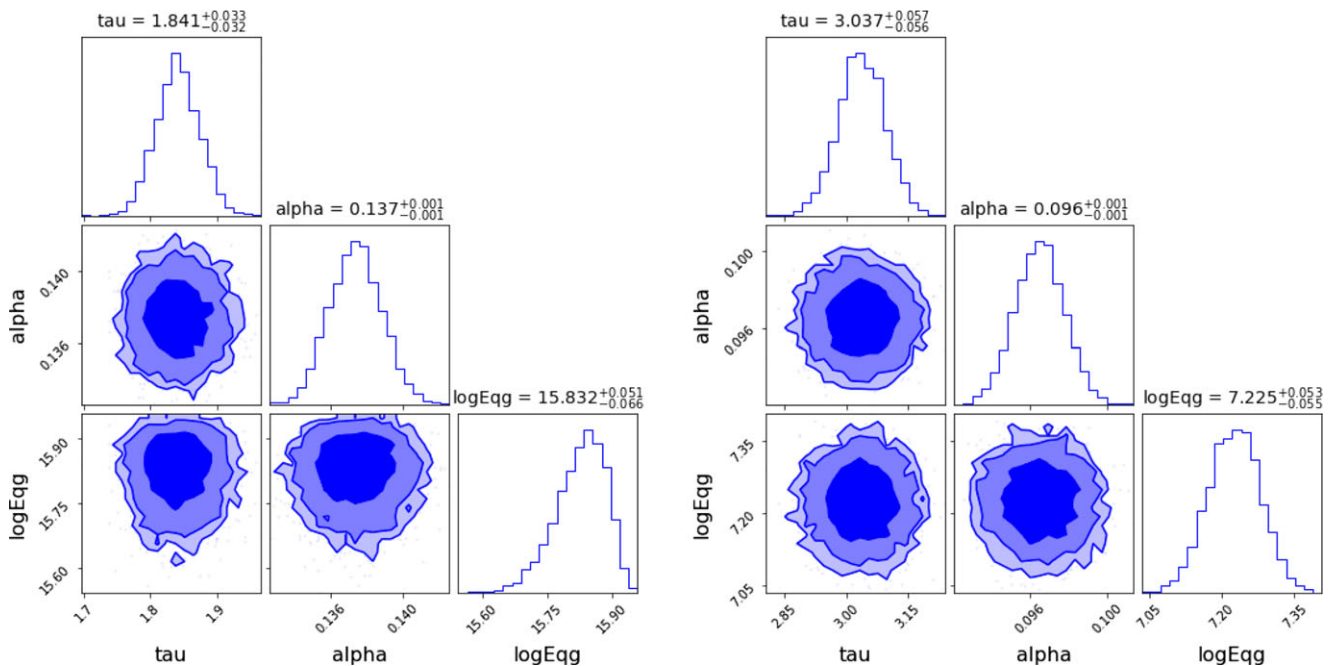 tau = 1.841+0.033−0.032
alpha = 0.137+0.001−0.001
logEqg = 15.832+0.051−0.066
alpha
0.140
0.136
logEqg
15.90
15.75
15.60
1.7 1.8 1.9
tau
0.136 0.140
alpha
15.60 15.75 15.90
logEqg
tau = 3.037+0.057−0.056
alpha = 0.096+0.001−0.001
logEqg = 7.225+0.053−0.055
alpha
0.100
0.096
logEqg
7.35
7.20
7.05
2.85 3.00 3.15
tau
0.096 0.100
alpha
7.05 7.20 7.35
logEqg